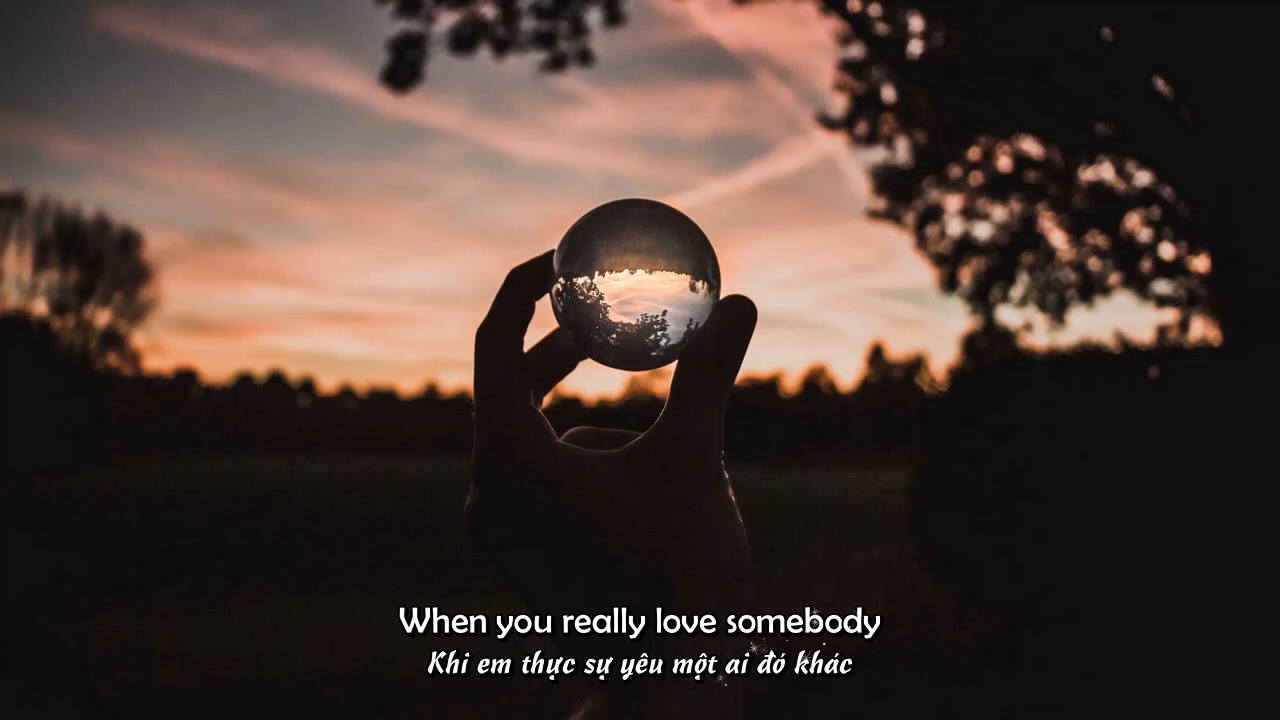 When you really love somebody
Khi em thực sự yêu một ai đó khác